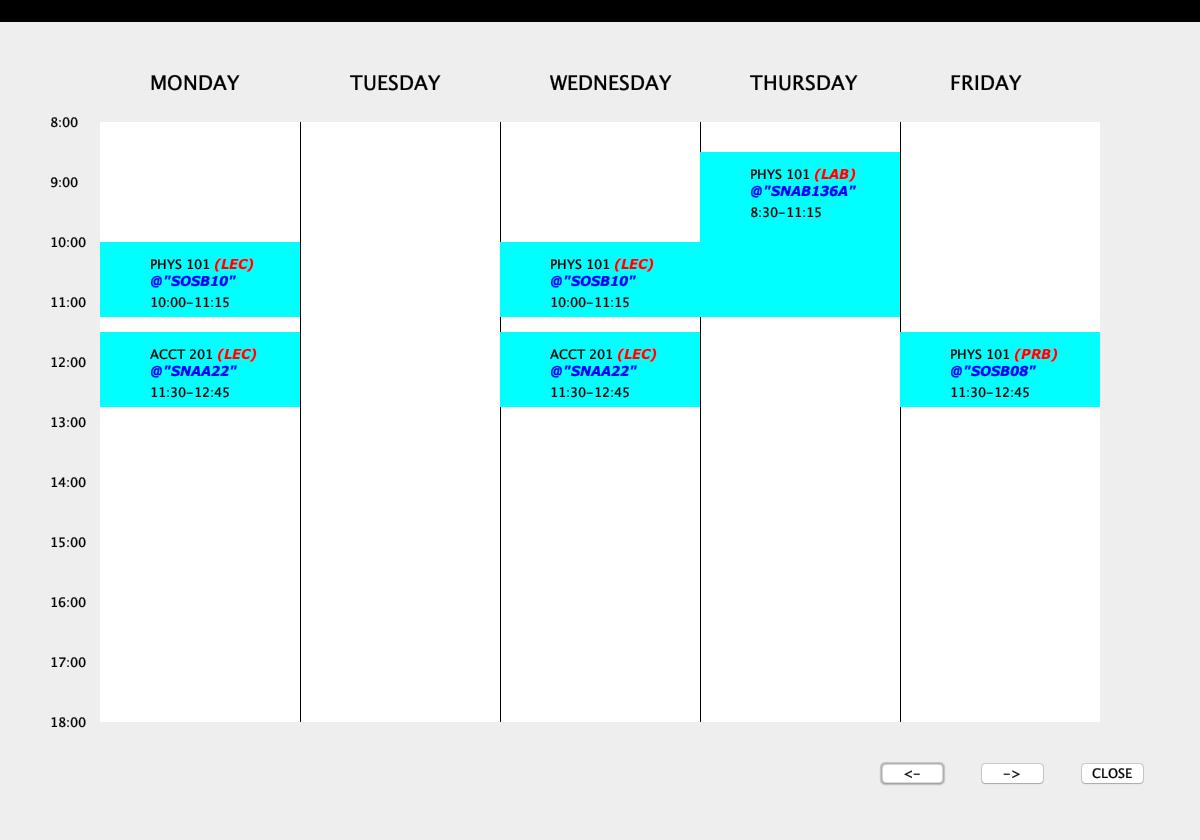 MONDAY TUESDAY WEDNESDAY THURSDAY FRIDAY
8:00
9:00
10:00
11:00
12:00
13:00
14:00
15:00
16:00
17:00
18:00
PHYS 101 (LEC)
@"SOSB10"
10:00-11:15
ACCT 201 (LEC)
@"SNAA22"
11:30-12:45
PHYS 101 (LEC)
@"SOSB10"
10:00-11:15
ACCT 201 (LEC)
@"SNAA22"
11:30-12:45
PHYS 101 (LAB)
@"SNAB136A"
8:30-11:15
PHYS 101 (PRB)
@"SOSB08"
11:30-12:45
<- -> CLOSE